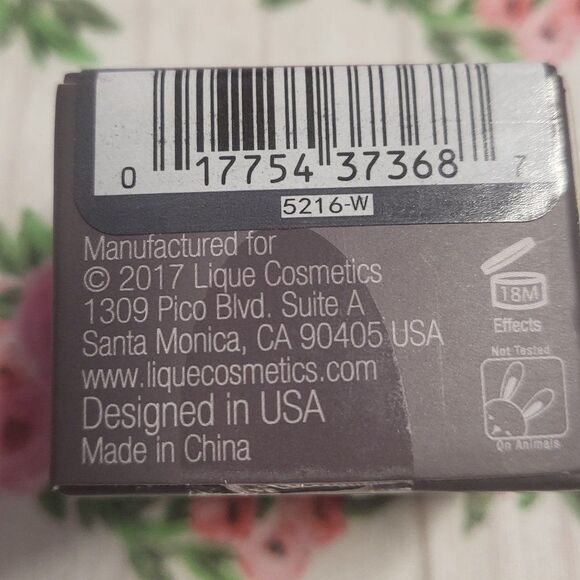 0 17754 37368 7
5216-W
Manufactured for
© 2017 Lique Cosmetics
1309 Pico Blvd. Suite A
Santa Monica, CA 90405 USA
www.liquecosmetics.com
Designed in USA
Made in China
18M
Effects
Not Tested
On Animals